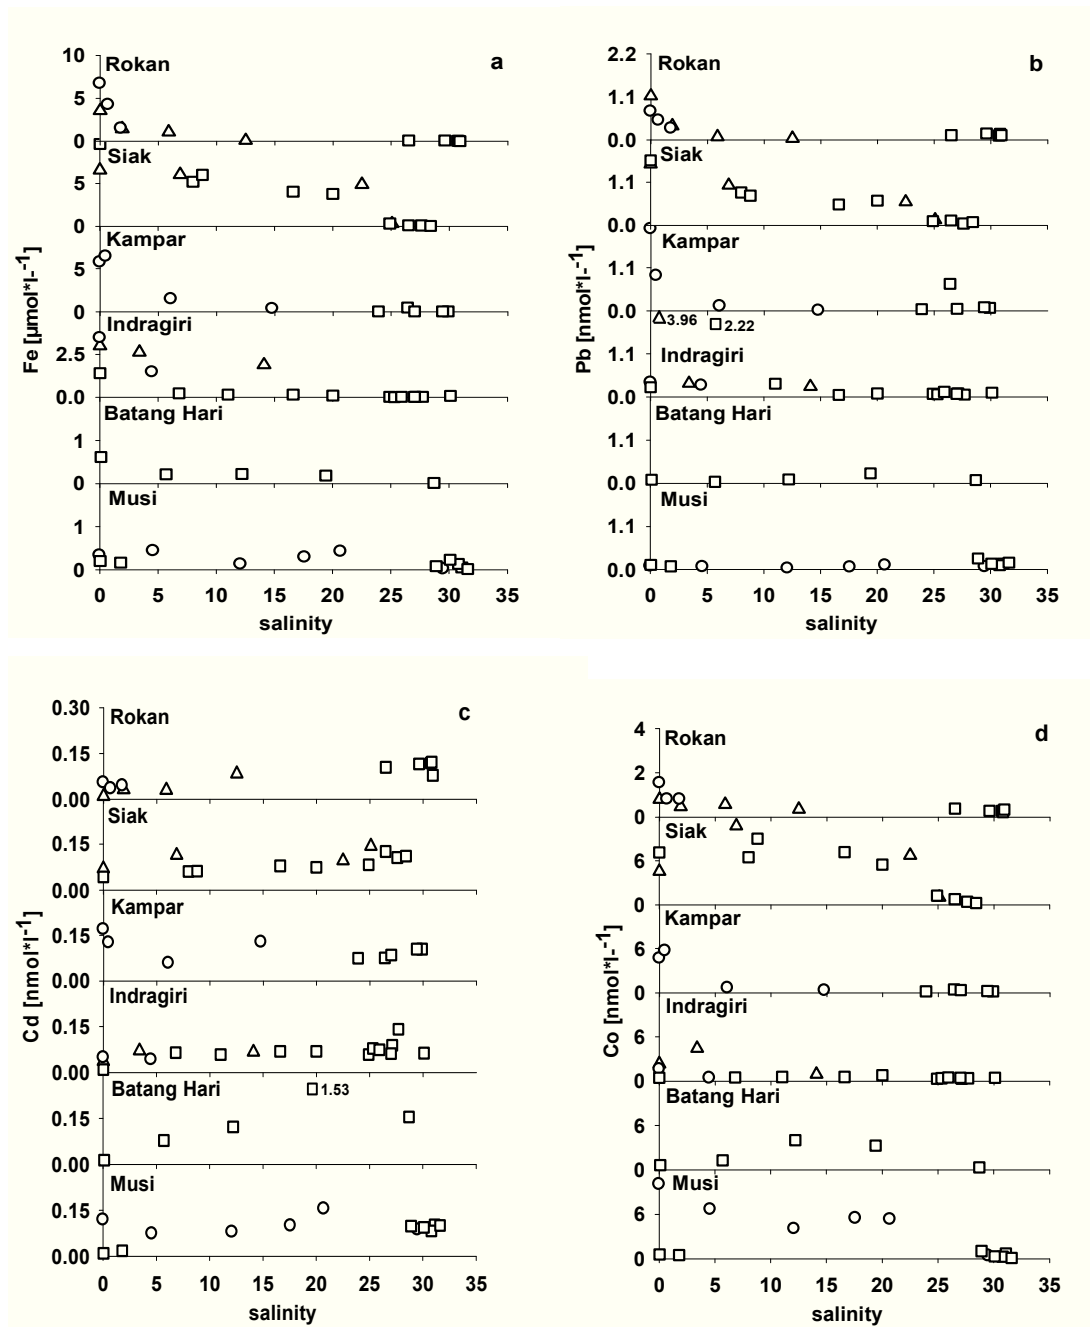 10
5
0
5
0
5
0
2.5
0.0
1
0
1
0
Rokan
a
Siak
Kampar
Indragiri
Batang Hari
Musi
Fe [µmol*l-⁻¹]
0 5 10 15 20 25 30 35
salinity
2.2
1.1
0.0
1.1
0.0
1.1
0.0
1.1
0.0
1.1
0.0
1.1
0.0
Rokan
b
Siak
Kampar
3.96 2.22
Indragiri
Batang Hari
Musi
Pb [nmol*l-⁻¹]
0 5 10 15 20 25 30 35
salinity
0.30
0.15
0.00
0.15
0.00
0.15
0.00
0.15
0.00
0.15
0.00
0.15
0.00
Rokan
c
Siak
Kampar
Indragiri
Batang Hari
1.53
Musi
Cd [nmol*l-⁻¹]
0 5 10 15 20 25 30 35
salinity
4
2
0
6
0
6
0
6
0
6
0
6
0
Rokan
d
Siak
Kampar
Indragiri
Batang Hari
Musi
Co [nmol*l-⁻¹]
0 5 10 15 20 25 30 35
salinity